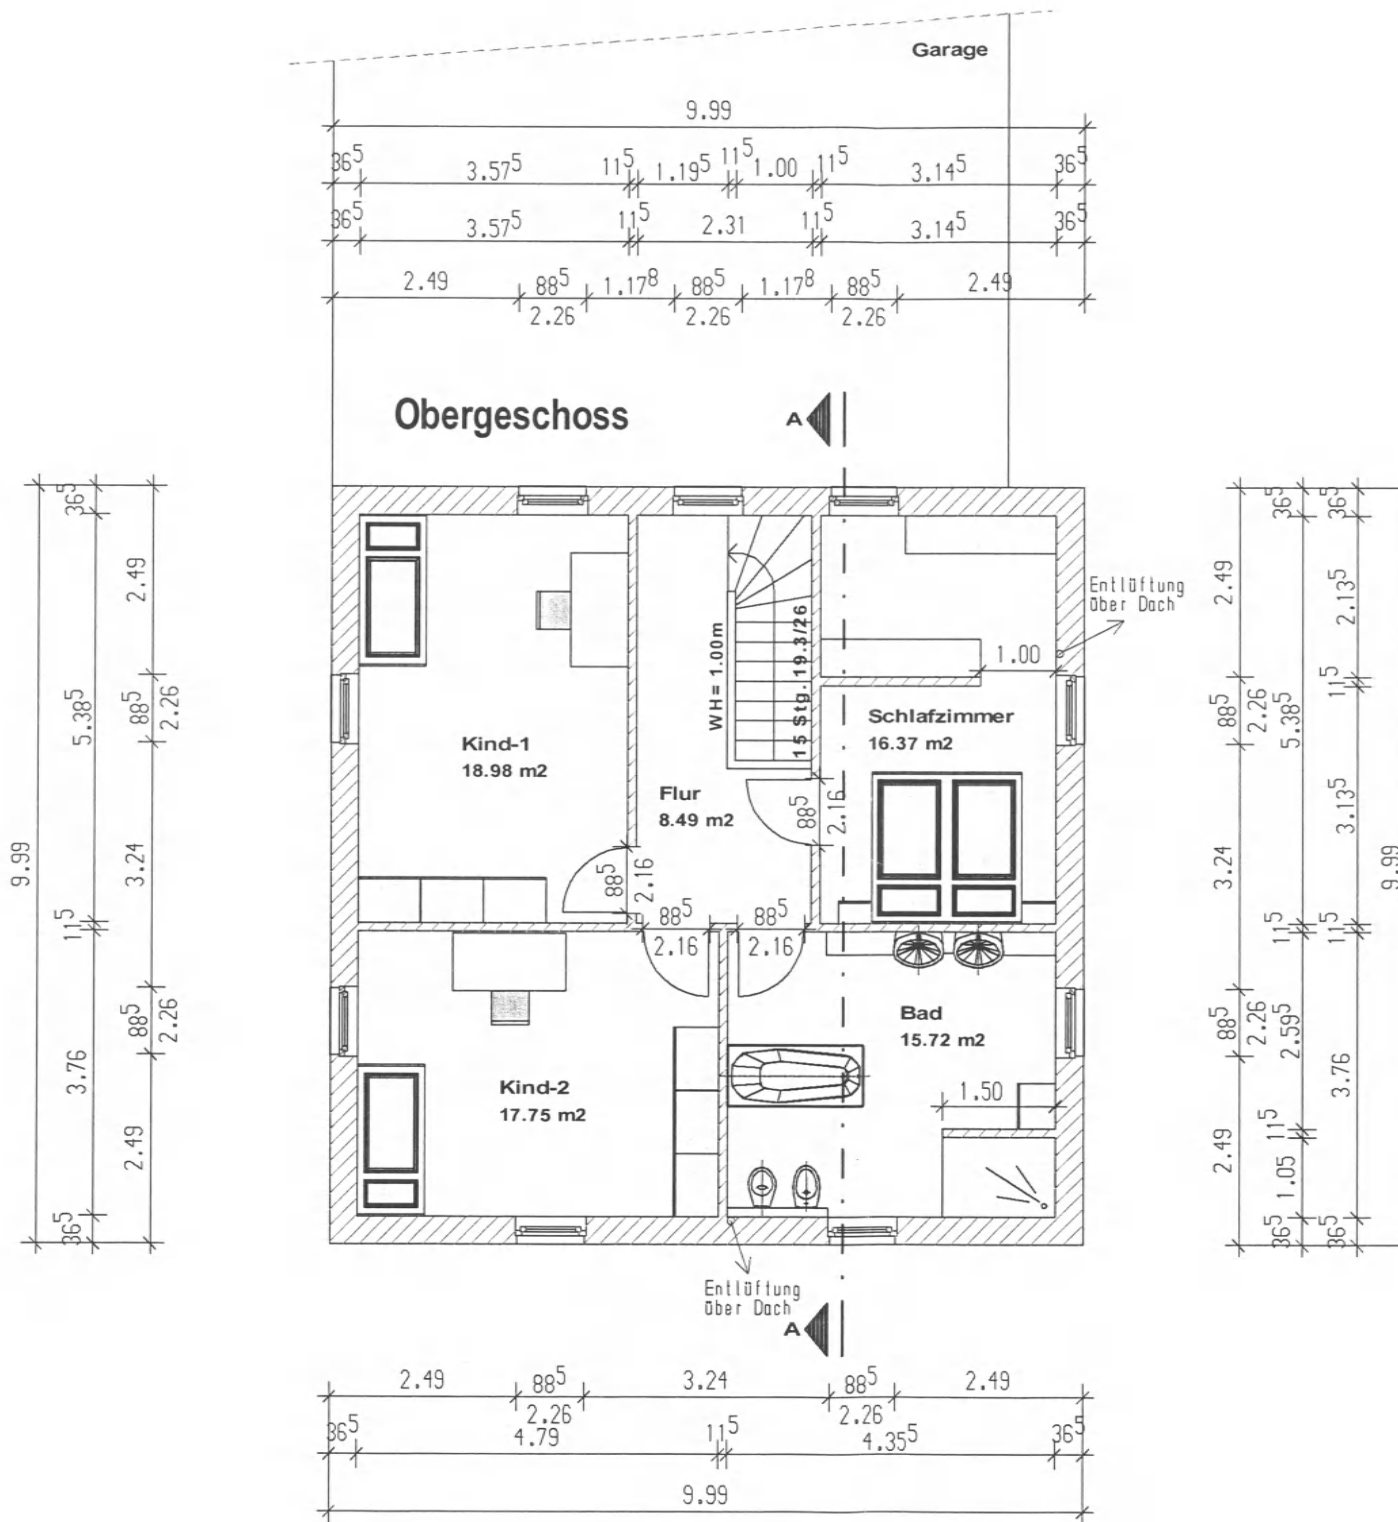 Garage
9.99
36⁵ 3.57⁵ 11⁵ 1.19⁵ 11⁵ 1.00 11⁵ 3.14⁵ 36⁵
36⁵ 3.57⁵ 11⁵ 2.31 11⁵ 3.14⁵ 36⁵
2.49 88⁵ 1.17⁸ 88⁵ 1.17⁸ 88⁵ 2.49
2.26 2.26 2.26
Obergeschoss
A
9.99
36⁵ 5.38⁵ 11⁵ 3.76 36⁵
2.49 88⁵ 3.24 88⁵ 2.49
2.26 2.26
Kind-1
18.98 m2
Flur
8.49 m2
WH= 1.00m
15 Stg. 19.3/26
1.00
Schlafzimmer
16.37 m2
Entlüftung
über Dach
88⁵
2.16
88⁵
2.16
88⁵
2.16
88⁵
2.16
Kind-2
17.75 m2
Bad
15.72 m2
1.50
2.49 88⁵ 3.24 88⁵ 2.49
2.26 2.26
36⁵ 5.38⁵ 11⁵ 2.59⁵ 11⁵ 1.05 36⁵
36⁵ 2.13⁵ 11⁵ 3.13⁵ 11⁵ 3.76 36⁵
9.99
Entlüftung
über Dach
A
2.49 88⁵ 3.24 88⁵ 2.49
2.26 2.26
36⁵ 4.79 11⁵ 4.35⁵ 36⁵
9.99